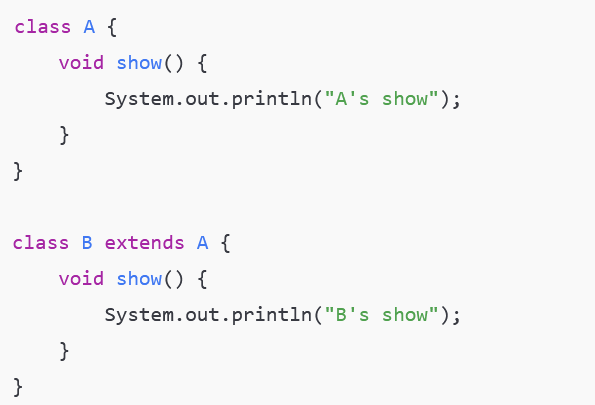 class A {
    void show() {
        System.out.println("A's show");
    }
}

class B extends A {
    void show() {
        System.out.println("B's show");
    }
}